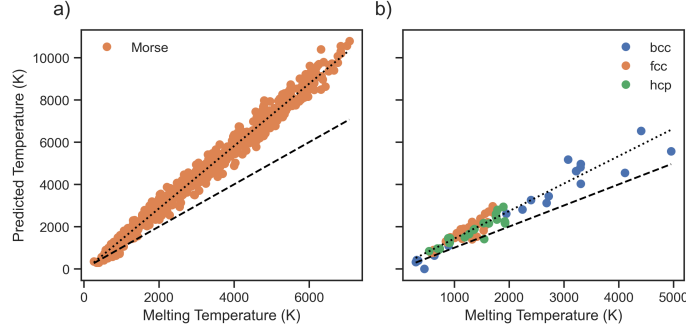 a)
b)
Morse
bcc
fcc
hcp
Predicted Temperature (K)
10000
8000
6000
4000
2000
0
0 2000 4000 6000
1000 2000 3000 4000 5000
Melting Temperature (K)
Melting Temperature (K)